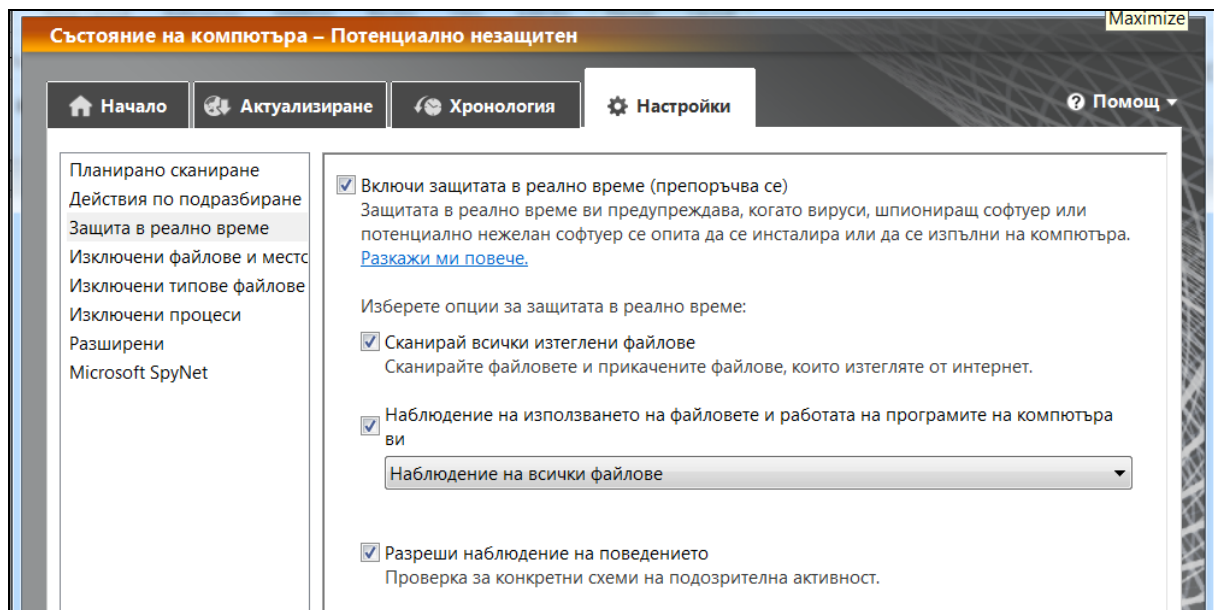 Maximize
Състояние на компютъра – Потенциално незащитен
Начало
Актуализиране
Хронология
Настройки
Помощ
Планирано сканиране
Действия по подразбиране
Защита в реално време
Изключени файлове и местс
Изключени типове файлове
Изключени процеси
Разширени
Microsoft SpyNet
Включи защитата в реално време (препоръчва се)
Защитата в реално време ви предупреждава, когато вируси, шпиониращ софтуер или
потенциално нежелан софтуер се опита да се инсталира или да се изпълни на компютъра.
Разкажи ми повече.
Изберете опции за защитата в реално време:
Сканирай всички изтеглени файлове
Сканирайте файловете и прикачените файлове, които изтегляте от интернет.
Наблюдение на използването на файловете и работата на програмите на компютъра
ви
Наблюдение на всички файлове
Разреши наблюдение на поведението
Проверка за конкретни схеми на подозрителна активност.